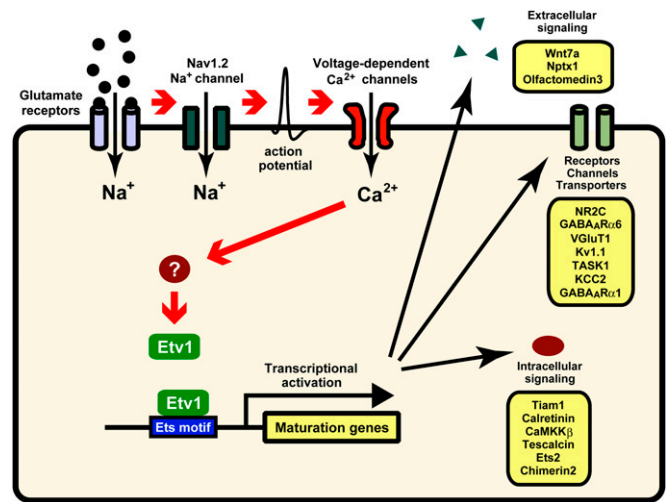 Extracellular
signaling
Wnt7a
Nptx1
Olfactomedin3
Nav1.2
Na+ channel
Voltage-dependent
Ca2+ channels
Glutamate
receptors
action
potential
Na+
Na+
Ca2+
Receptors
Channels
Transporters
NR2C
GABAARα6
VGluT1
Kv1.1
TASK1
KCC2
GABAARα1
?
Etv1
Transcriptional
activation
Etv1
Ets motif
Maturation genes
Intracellular
signaling
Tiam1
Calretinin
CaMKKβ
Tescalcin
Ets2
Chimerin2